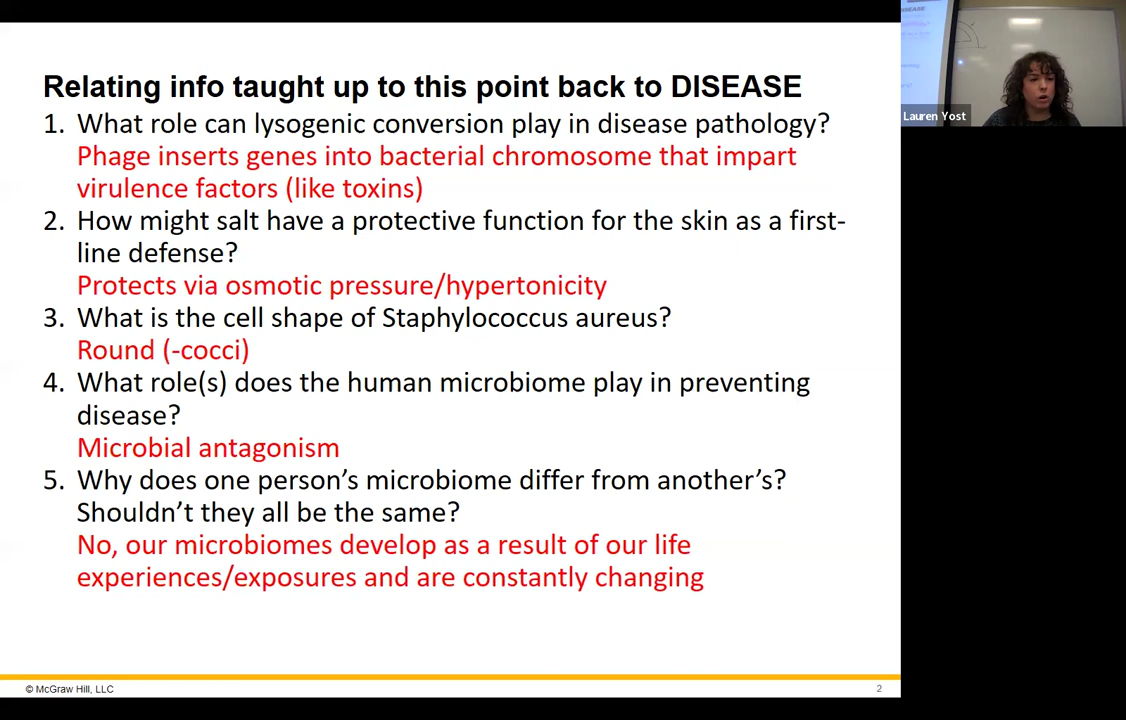 Relating info taught up to this point back to DISEASE
1. What role can lysogenic conversion play in disease pathology?
Phage inserts genes into bacterial chromosome that impart
virulence factors (like toxins)
2. How might salt have a protective function for the skin as a first-
line defense?
Protects via osmotic pressure/hypertonicity
3. What is the cell shape of Staphylococcus aureus?
Round (-cocci)
4. What role(s) does the human microbiome play in preventing
disease?
Microbial antagonism
5. Why does one person’s microbiome differ from another’s?
Shouldn’t they all be the same?
No, our microbiomes develop as a result of our life
experiences/exposures and are constantly changing
© McGraw Hill, LLC
2
DISEASE
Lauren Yost